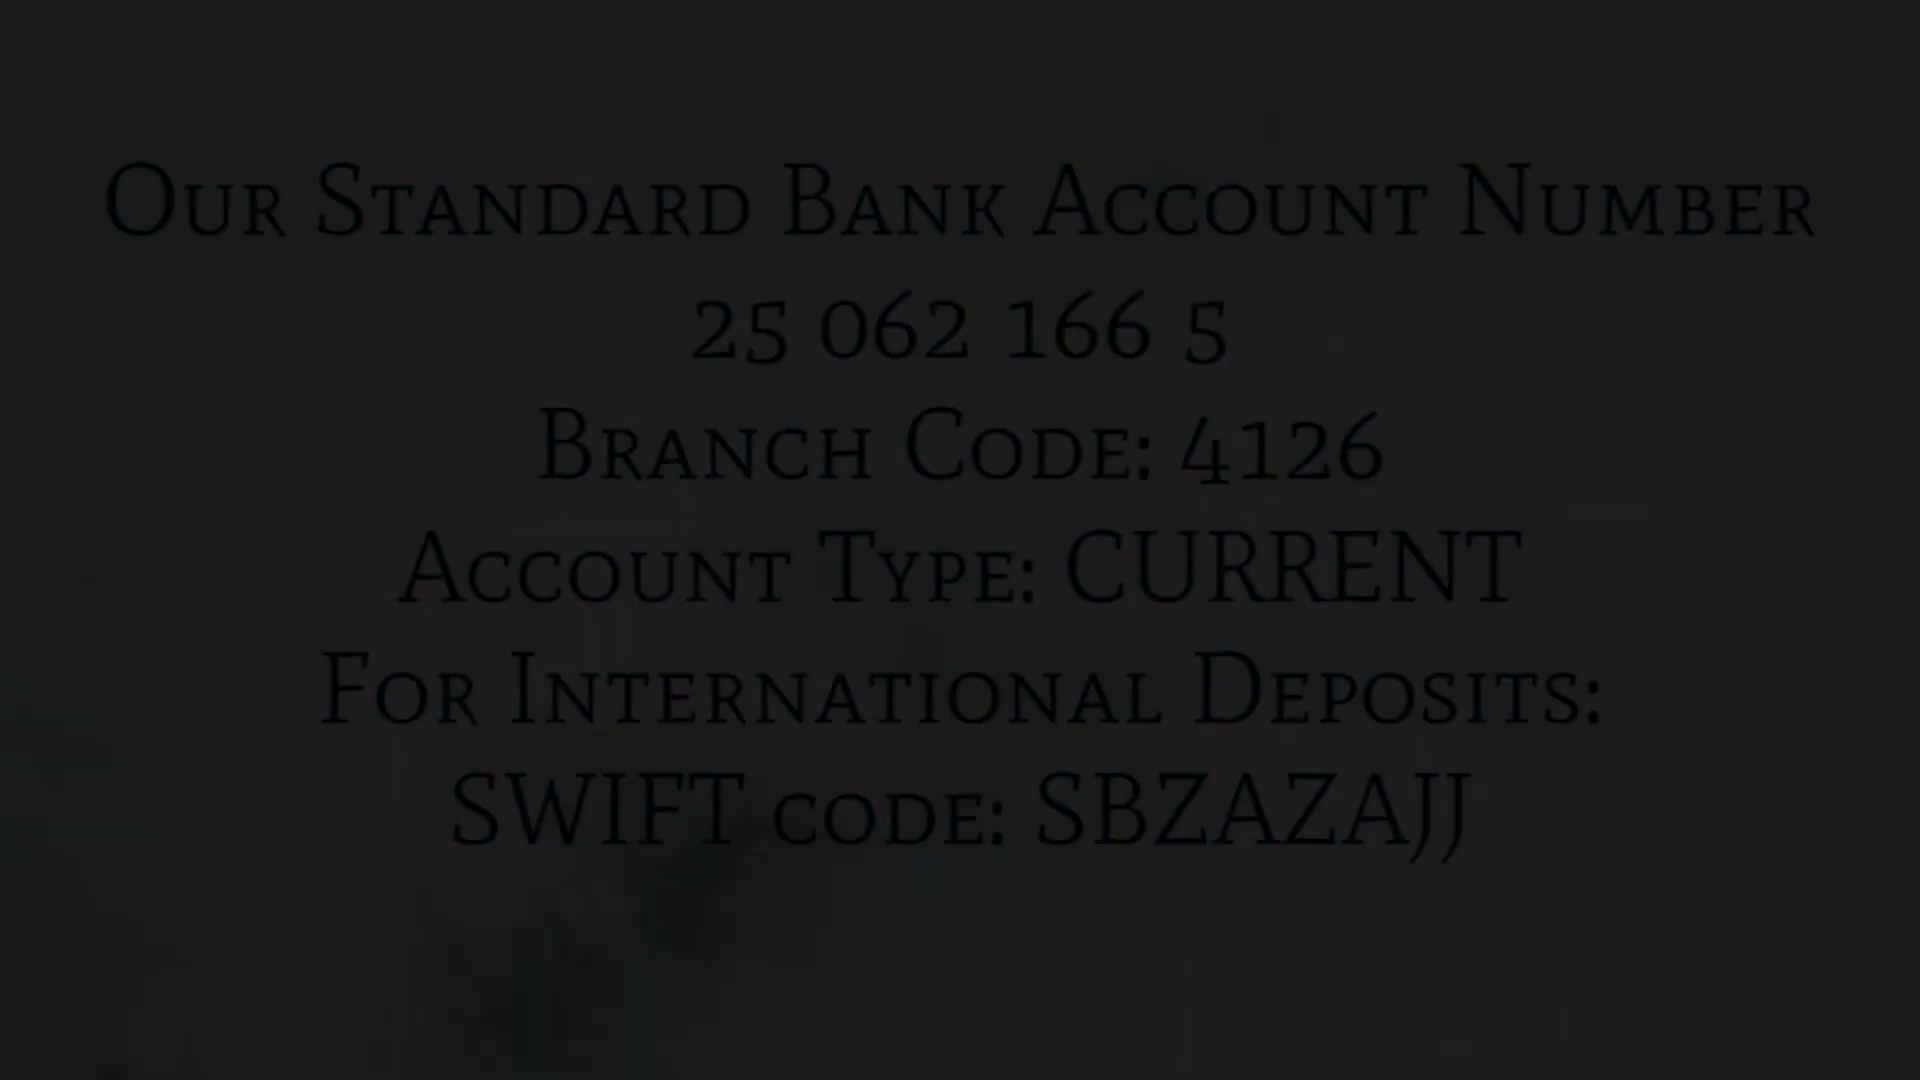 Our Standard Bank Account Number
25 062 166 5
Branch Code: 4126
Account Type: CURRENT
For International Deposits:
SWIFT code: SBZAZAJJ